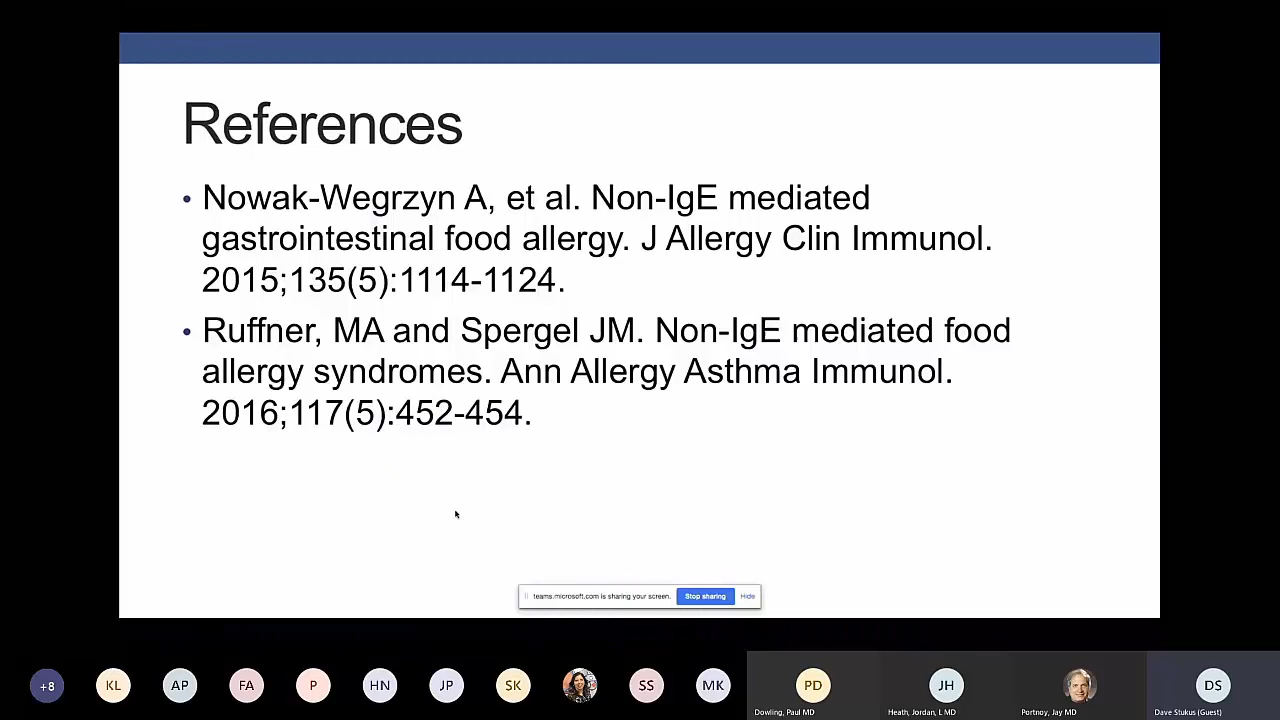 References
• Nowak-Wegrzyn A, et al. Non-IgE mediated
gastrointestinal food allergy. J Allergy Clin Immunol.
2015;135(5):1114-1124.
• Ruffner, MA and Spergel JM. Non-IgE mediated food
allergy syndromes. Ann Allergy Asthma Immunol.
2016;117(5):452-454.
teams.microsoft.com is sharing your screen. Stop sharing Hide
+8 KL AP FA P HN JP SK SS MK PD JH DS
Dowling, Paul MD Heath, Jordan, L MD Portnoy, Jay MD Dave Stukus (Guest)